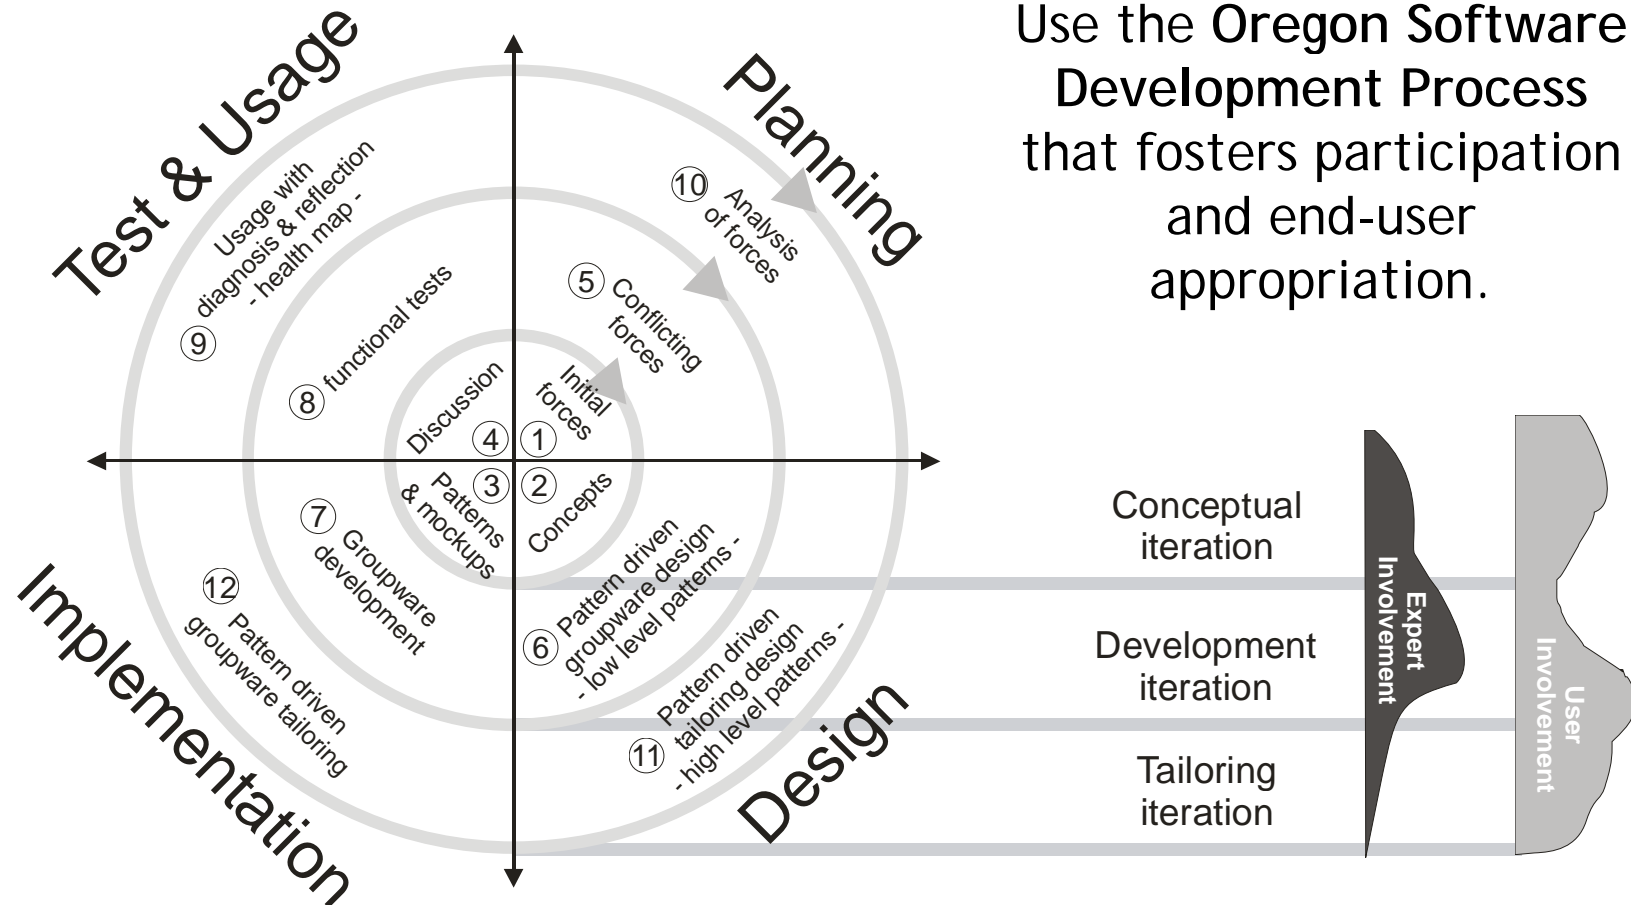 Use the Oregon Software
Development Process
that fosters participation
and end-user
appropriation.
Test & Usage
Planning
Usage with
diagnosis & reflection
- health map -
9
10
Analysis
of forces
5
Conflicting
forces
8
functional tests
Discussion
4
Initial
forces
1
3
Patterns
& mockups
2
Concepts
7
Groupware
development
12
Pattern driven
groupware tailoring
6
Pattern driven
groupware design
- low level patterns -
11
Pattern driven
tailoring design
- high level patterns -
Implementation
Design
Conceptual
iteration
Development
iteration
Tailoring
iteration
Expert
Involvement
User
Involvement